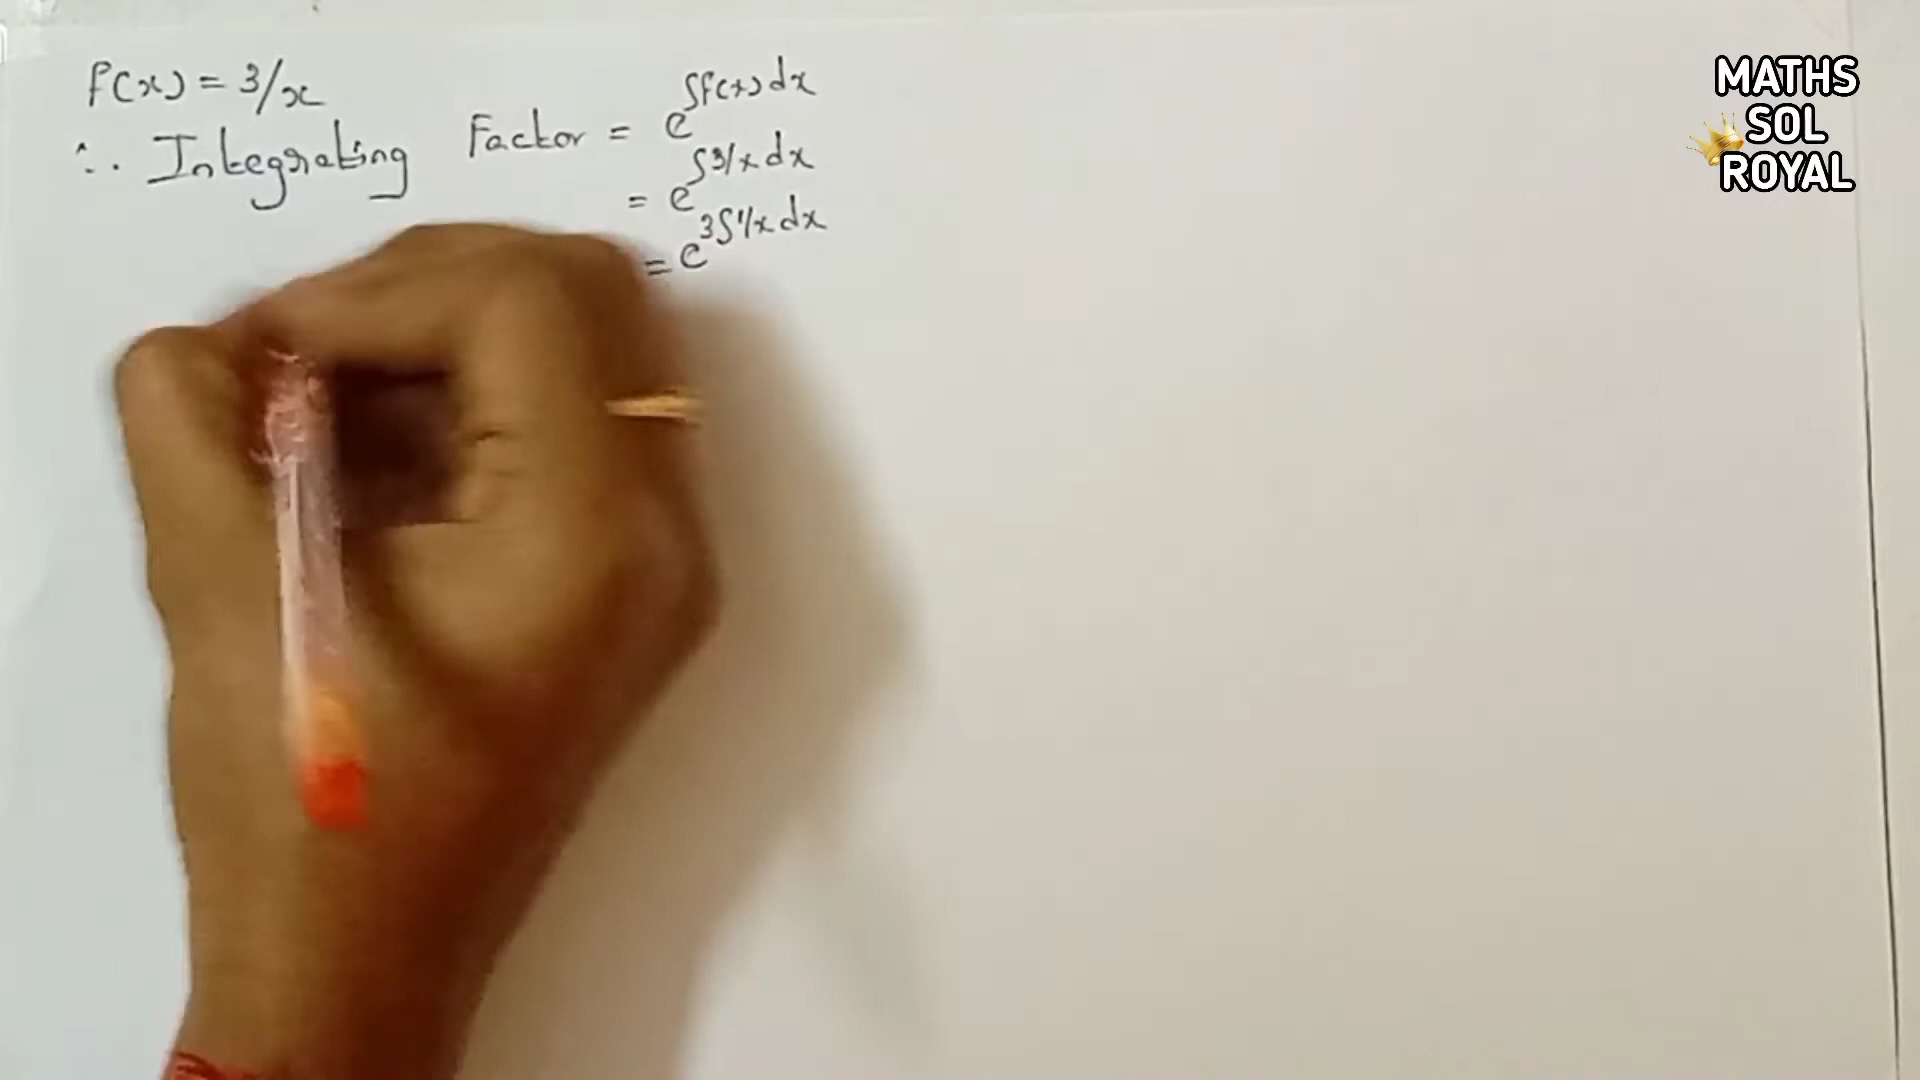 f(x) = 3/x
∴ Integrating Factor = e^∫f(x)dx
= e^∫3/x dx
= e^3∫1/x dx
MATHS
SOL
ROYAL